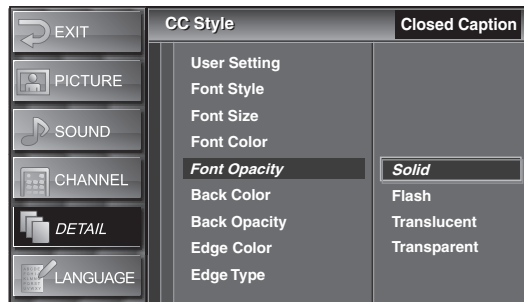 EXIT
PICTURE
SOUND
CHANNEL
DETAIL
LANGUAGE
CC Style
Closed Caption
User Setting
Font Style
Font Size
Font Color
Font Opacity
Back Color
Back Opacity
Edge Color
Edge Type
Solid
Flash
Translucent
Transparent